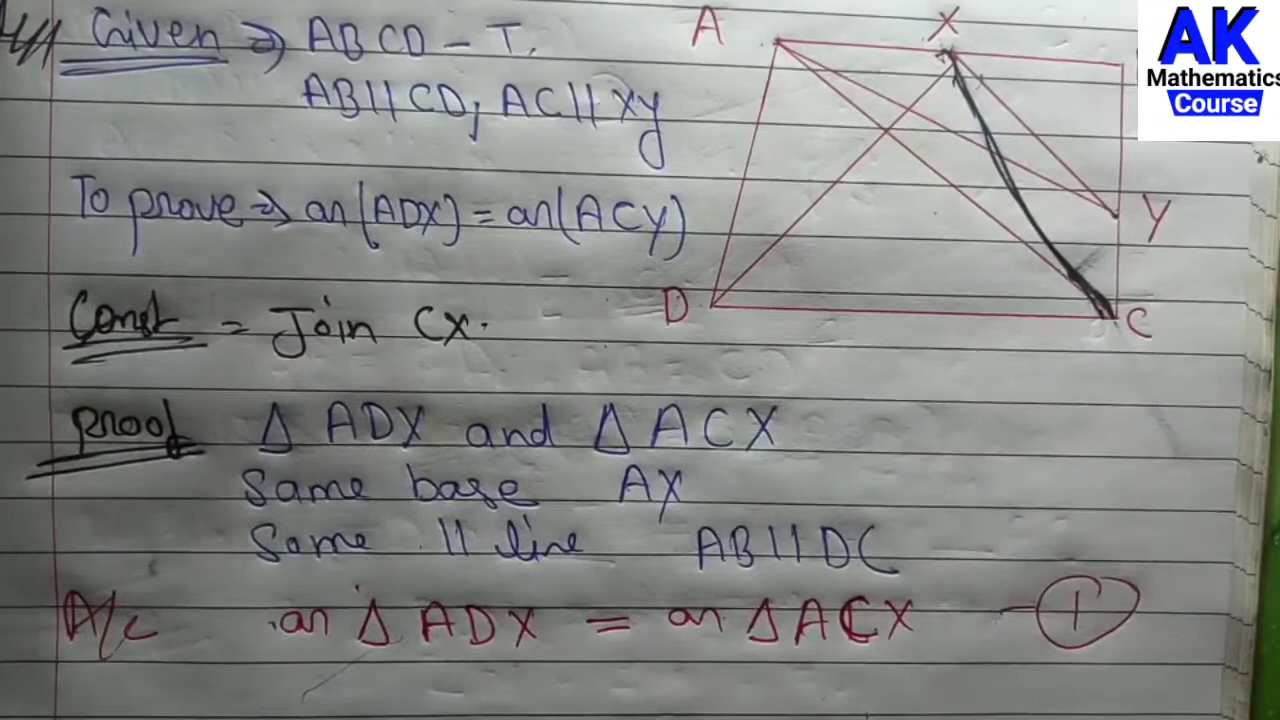 Given ⇒ ABCD - T.
AB || CD, AC || XY
To prove ⇒ ar(ADX) = ar(ACY)
Const = Join CX.
Proof Δ ADX and Δ ACX
Same base AX
Same || line AB || DC
A/c ar Δ ADX = ar Δ ACX - 1
A
X
Y
D
C
AK
Mathematics
Course